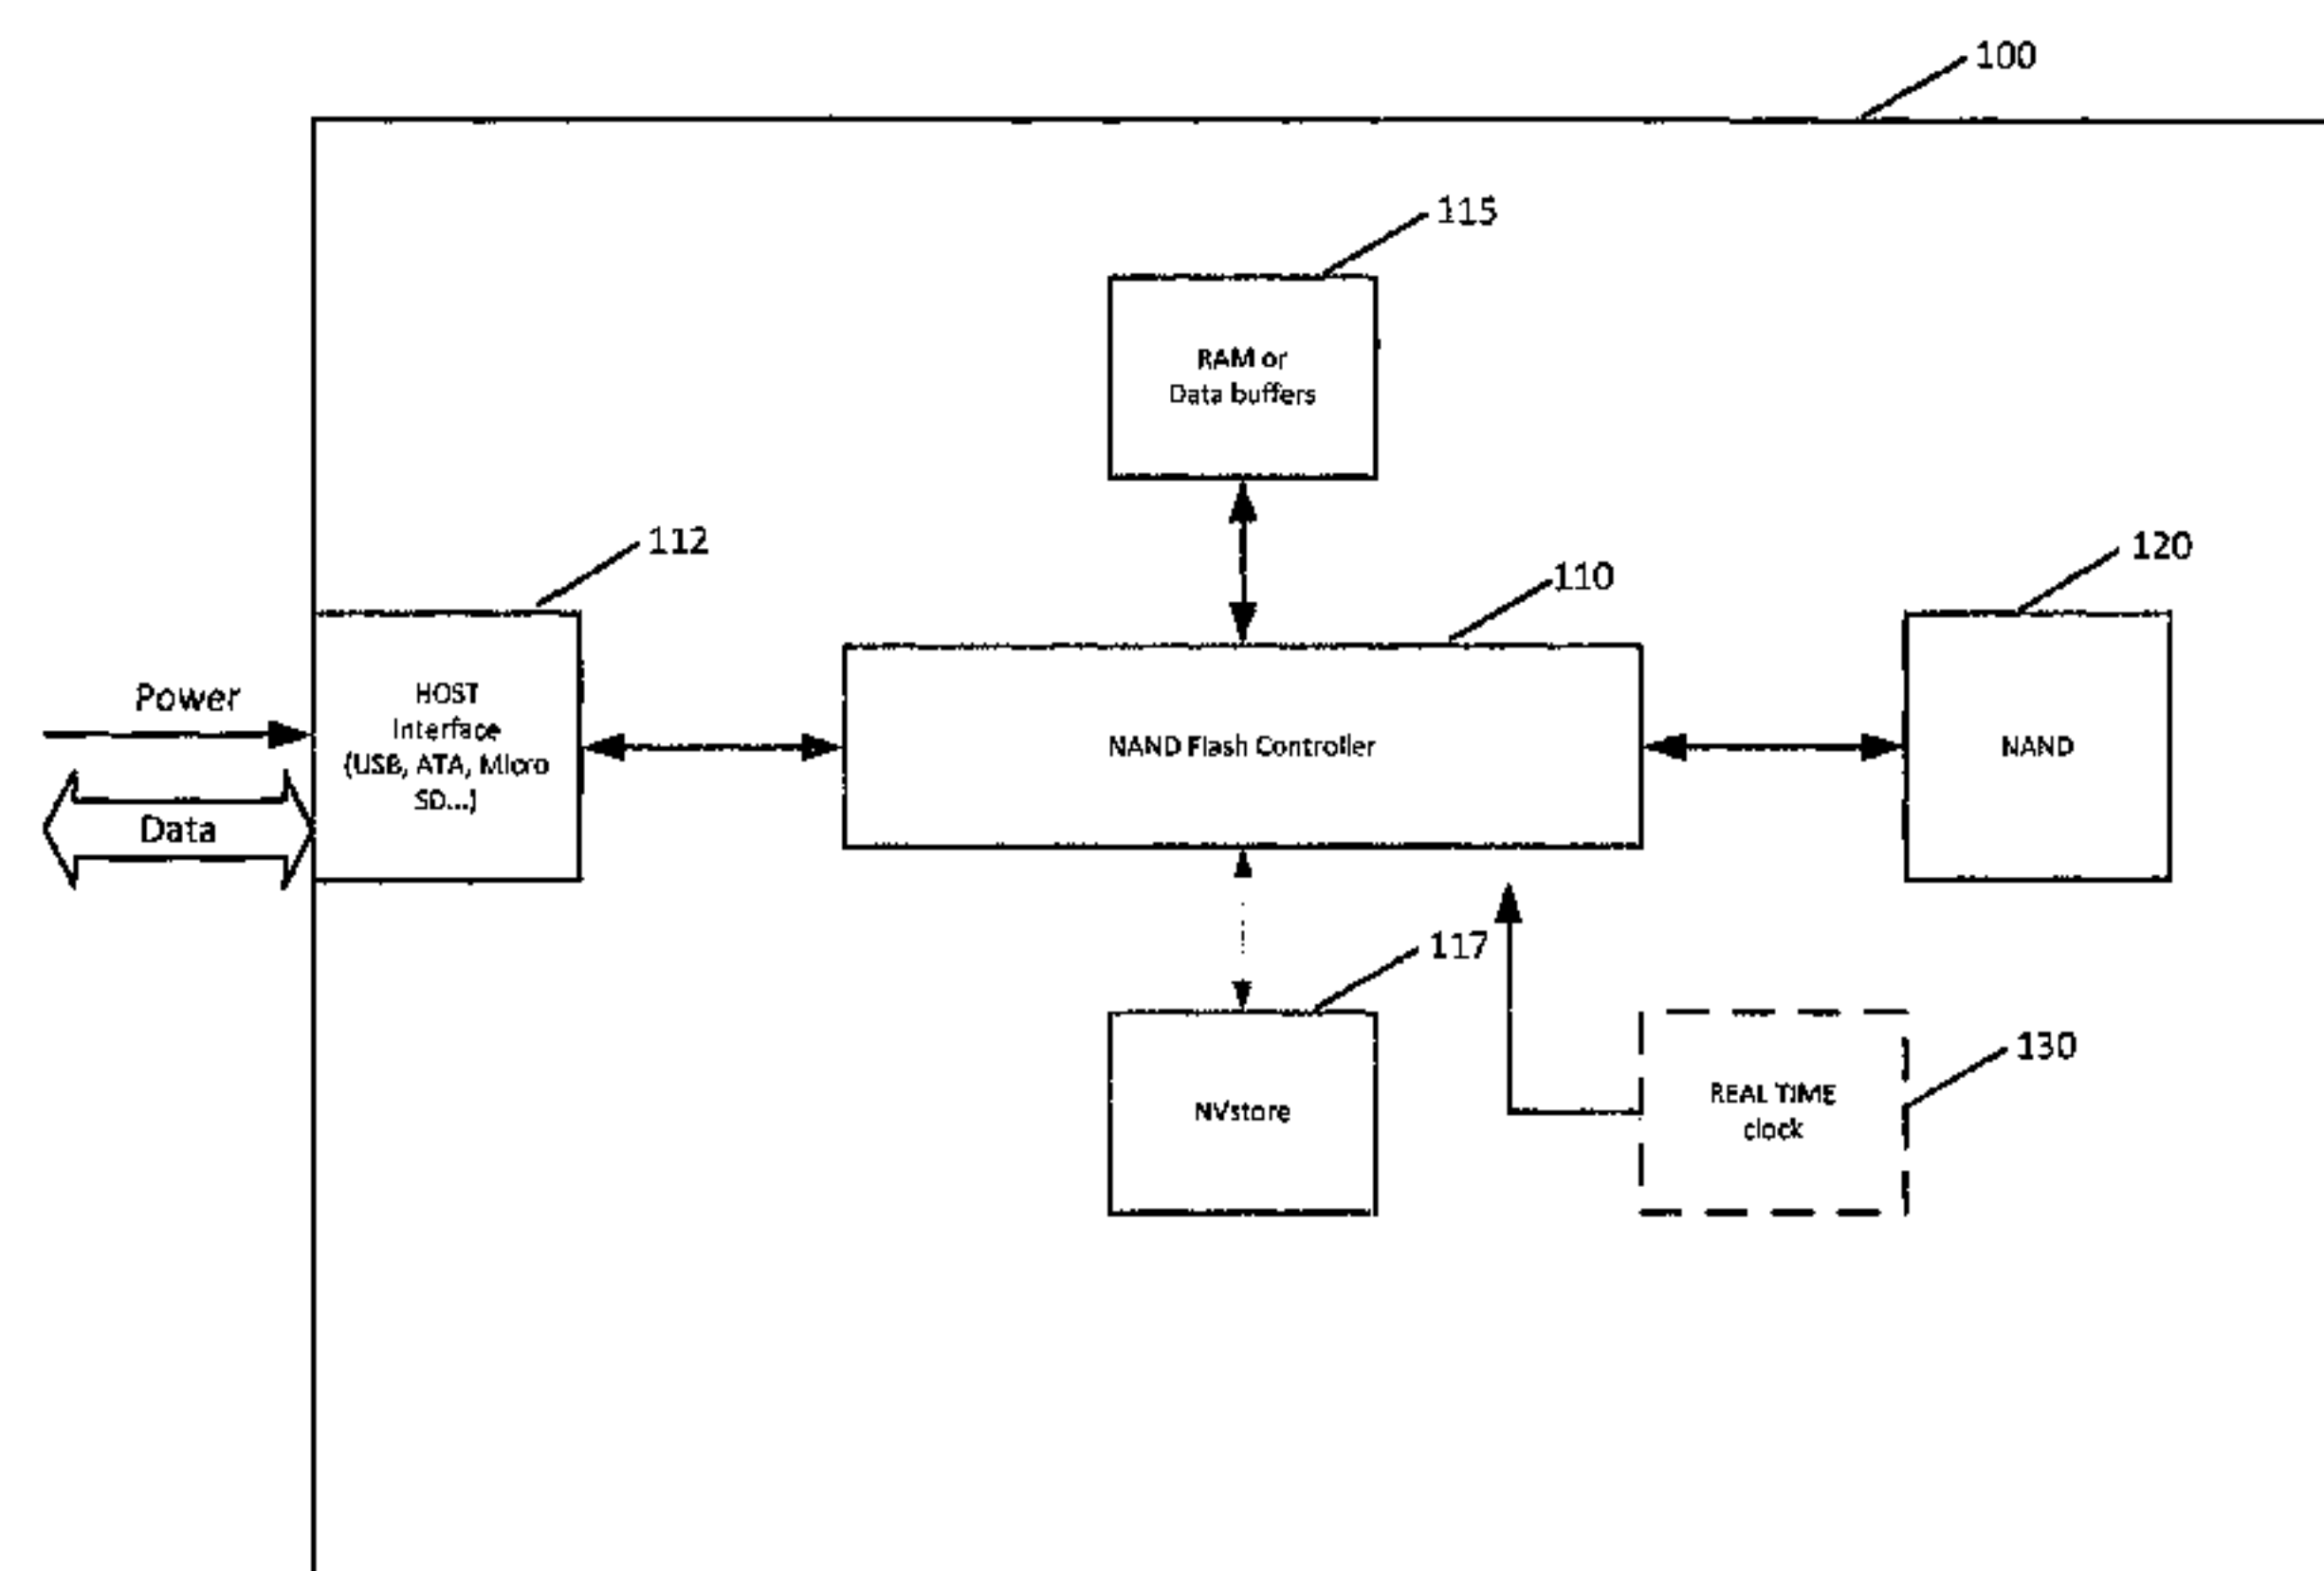 100
115
RAM or
Data buffers
112
110
120
Power
HOST
Interface
(USB, ATA, Micro
SD...)
NAND Flash Controller
NAND
Data
117
NVstore
130
REAL TIME
clock